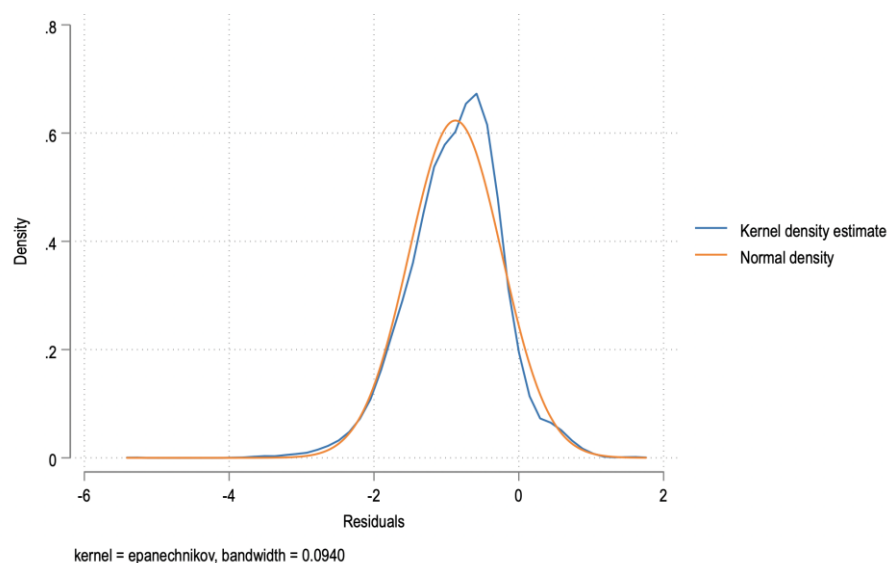 .8
.6
.4
.2
0
Density
-6
-4
-2
0
2
Residuals
Kernel density estimate
Normal density
kernel = epanechnikov, bandwidth = 0.0940